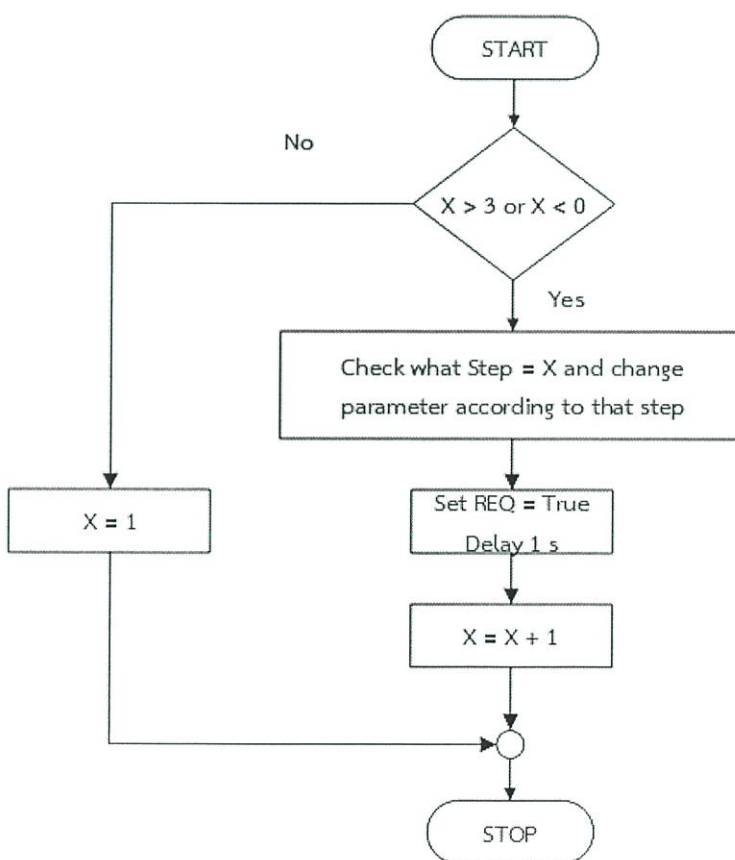 START
No
X > 3 or X < 0
Yes
Check what Step = X and change
parameter according to that step
X = 1
Set REQ = True
Delay 1 s
X = X + 1
STOP